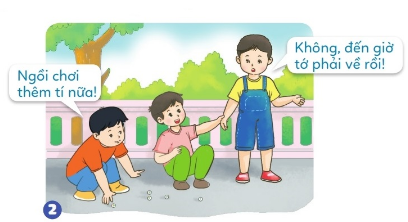 Ngồi chơi
thêm tí nữa!
Không, đến giờ
tớ phải về rồi!
2